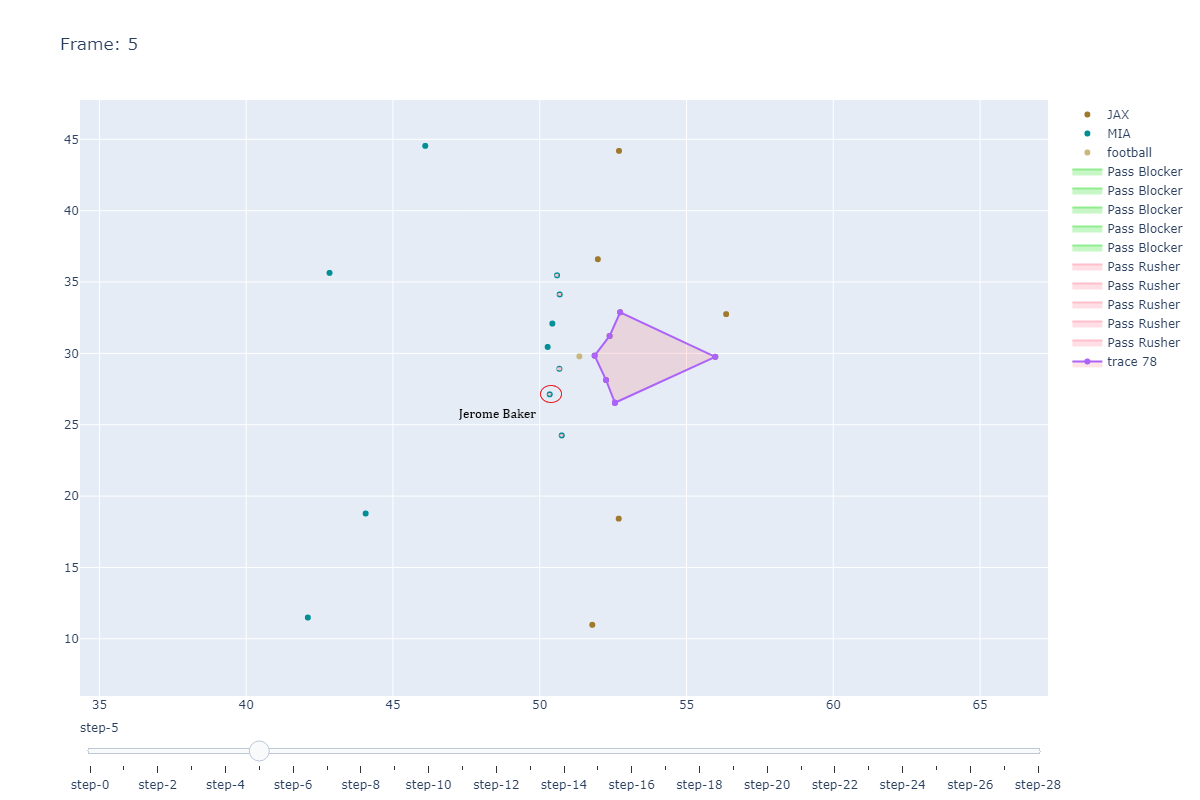 Frame: 5
45
40
35
30
25
20
15
10
35
40
45
50
55
60
65
Jerome Baker
JAX
MIA
football
Pass Blocker
Pass Blocker
Pass Blocker
Pass Blocker
Pass Blocker
Pass Rusher
Pass Rusher
Pass Rusher
Pass Rusher
Pass Rusher
trace 78
step-5
step-0 step-2 step-4 step-6 step-8 step-10 step-12 step-14 step-16 step-18 step-20 step-22 step-24 step-26 step-28